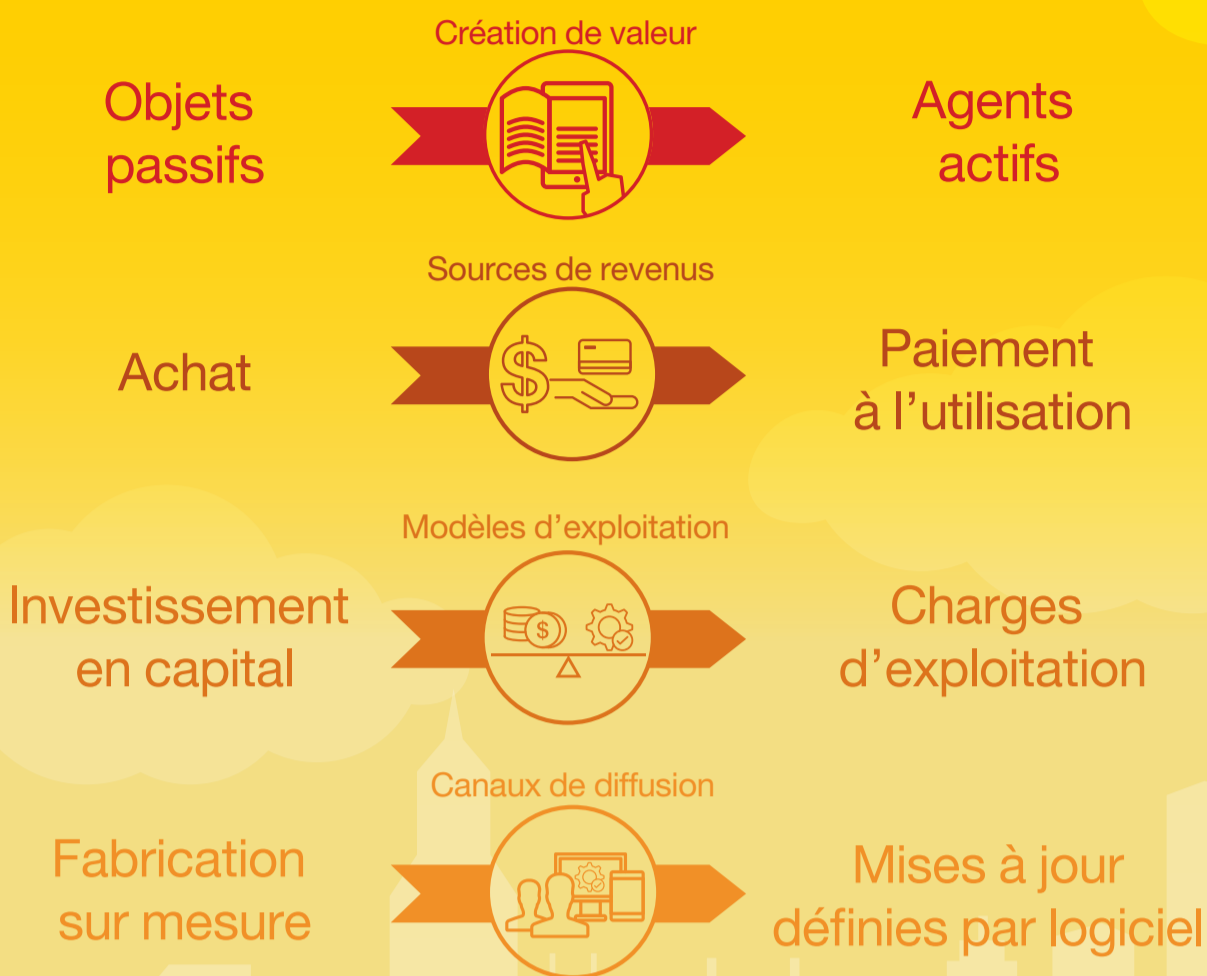 Création de valeur
Objets
passifs
Agents
actifs
Sources de revenus
$
Achat
Paiement
à l’utilisation
Modèles d’exploitation
$
Investissement
en capital
Charges
d’exploitation
Canaux de diffusion
Fabrication
sur mesure
Mises à jour
définies par logiciel